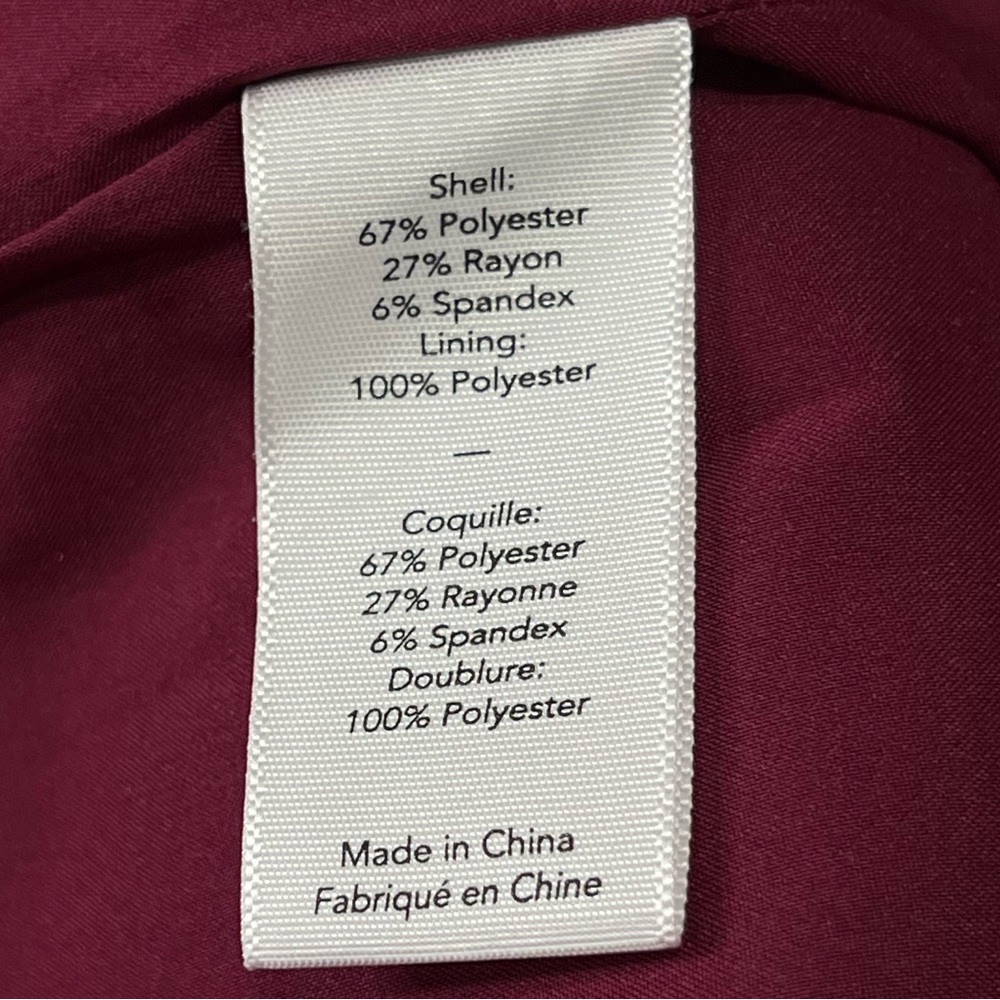 Shell:
67% Polyester
27% Rayon
6% Spandex
Lining:
100% Polyester
—
Coquille:
67% Polyester
27% Rayonne
6% Spandex
Doublure:
100% Polyester
Made in China
Fabriqué en Chine